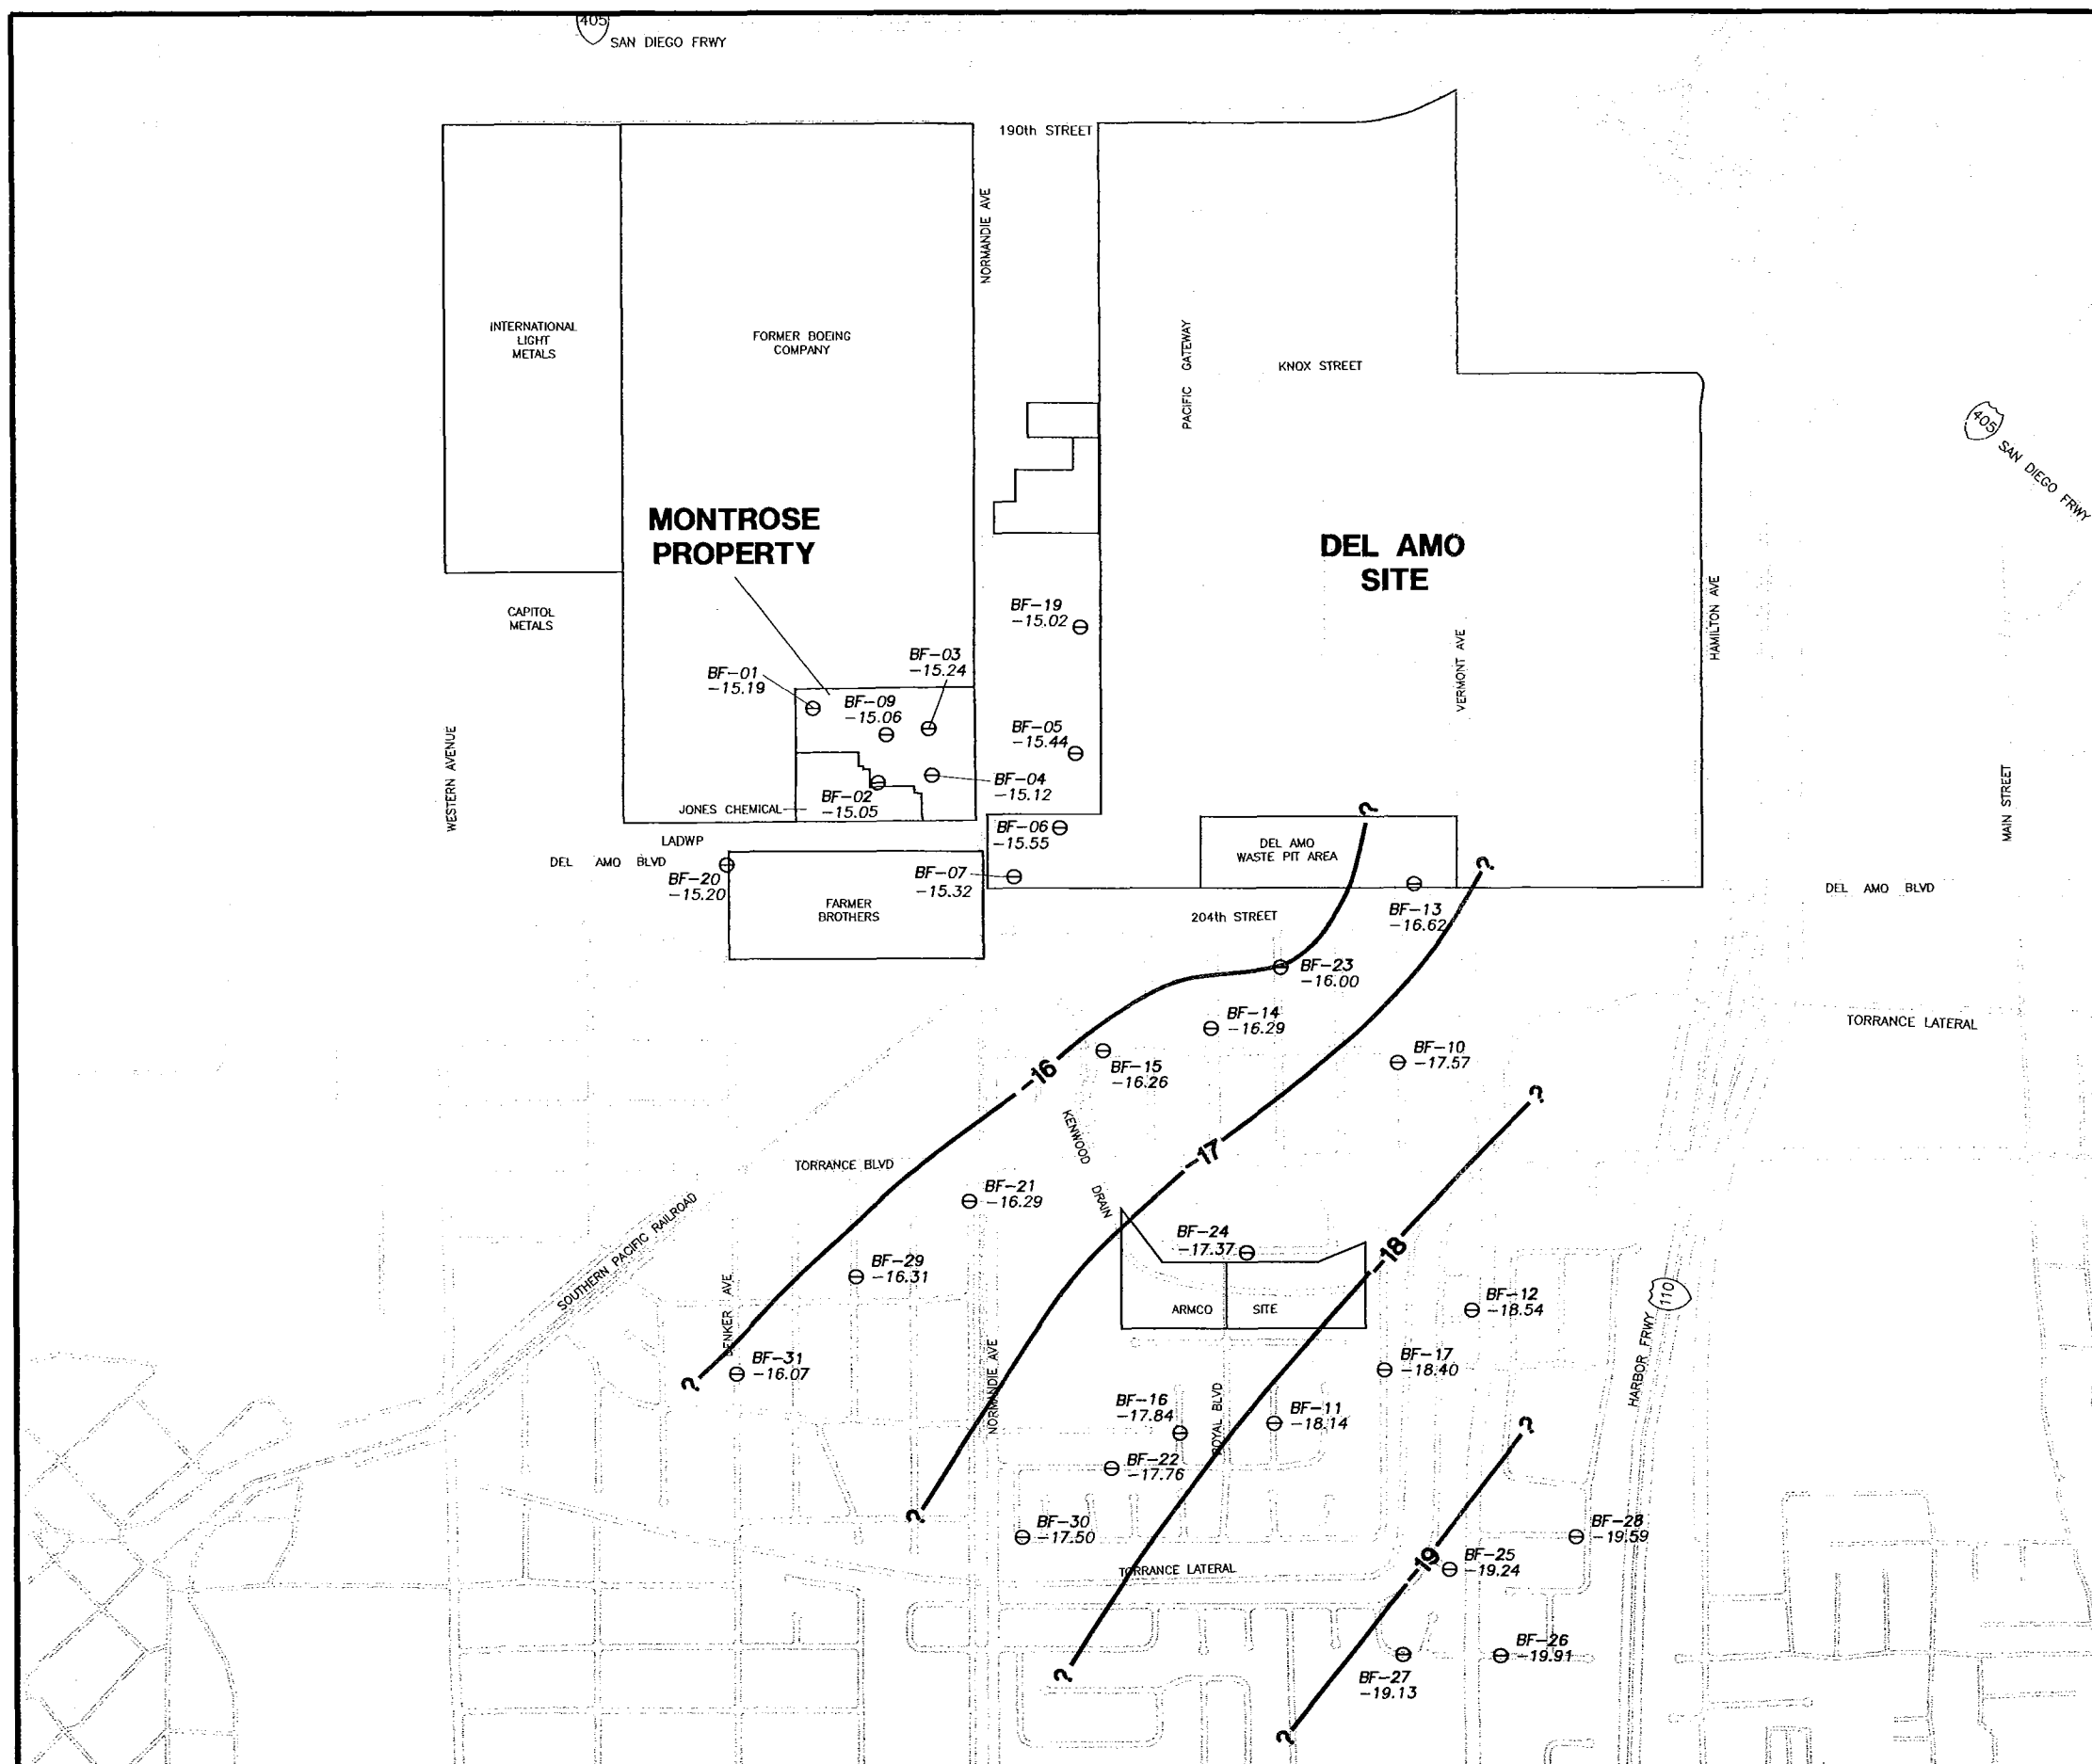 405
SAN DIEGO FRWY
190th STREET
NORMANDIE AVE
INTERNATIONAL
LIGHT
METALS
FORMER BOEING
COMPANY
PACIFIC GATEWAY
KNOX STREET
405
SAN DIEGO FRWY
MONTROSE
PROPERTY
DEL AMO
SITE
CAPITOL
METALS
BF-19
-15.02
HAMILTON AVE
VERMONT AVE
BF-03
-15.24
BF-01
-15.19
BF-09
-15.06
BF-05
-15.44
WESTERN AVENUE
MAIN STREET
BF-04
-15.12
BF-02
-15.05
JONES CHEMICAL
?
LADWP
BF-06
-15.55
DEL AMO
WASTE PIT AREA
DEL AMO BLVD
BF-20
-15.20
BF-07
-15.32
?
FARMER
BROTHERS
204th STREET
BF-13
-16.62
DEL AMO BLVD
BF-23
-16.00
BF-14
-16.29
TORRANCE LATERAL
BF-15
-16.26
BF-10
-17.57
-16
?
KENWOOD
DRAIN
-17
TORRANCE BLVD
BF-21
-16.29
SOUTHERN PACIFIC RAILROAD
BF-24
-17.37
-18
BF-29
-16.31
ARMCO SITE
BF-12
-18.54
110
HARBOR FRWY
DENKER AVE
BF-31
-16.07
?
NORMANDIE AVE
BF-17
-18.40
BF-16
-17.84
ROYAL BLVD
BF-11
-18.14
?
BF-22
-17.76
?
BF-30
-17.50
BF-28
-19.59
-19
BF-25
-19.24
TORRANCE LATERAL
?
BF-26
-19.91
BF-27
-19.13
?